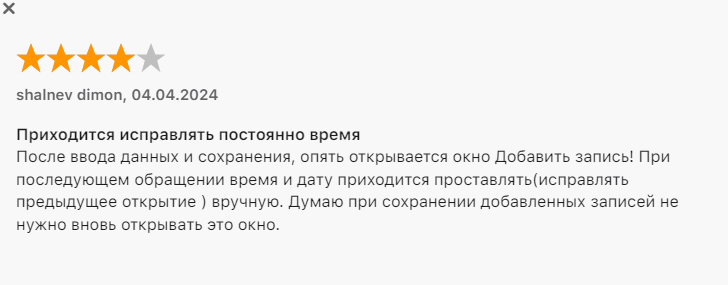 shalnev dimon, 04.04.2024
Приходится исправлять постоянно время
После ввода данных и сохранения, опять открывается окно Добавить запись! При
последующем обращении время и дату приходится проставлять(исправлять
предыдущее открытие ) вручную. Думаю при сохранении добавленных записей не
нужно вновь открывать это окно.